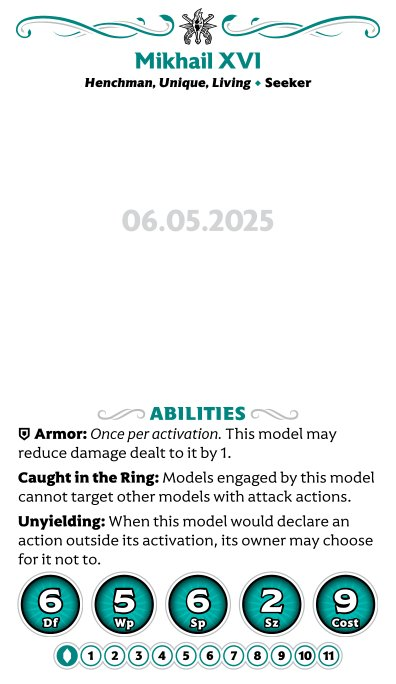 Mikhail XVI
Henchman, Unique, Living ⬥ Seeker
06.05.2025
ABILITIES
Armor: Once per activation. This model may
reduce damage dealt to it by 1.
Caught in the Ring: Models engaged by this model
cannot target other models with attack actions.
Unyielding: When this model would declare an
action outside its activation, its owner may choose
for it not to.
6 5 6 2 9
Df Wp Sp Sz Cost
1 2 3 4 5 6 7 8 9 10 11